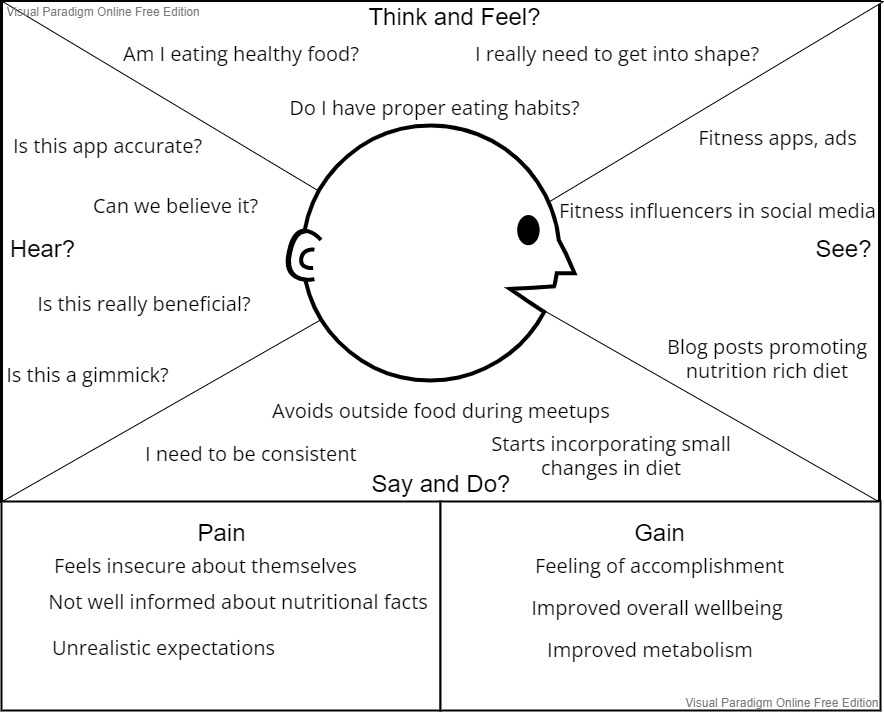 Visual Paradigm Online Free Edition
Think and Feel?
Am I eating healthy food?
I really need to get into shape?
Do I have proper eating habits?
Is this app accurate?
Can we believe it?
Hear?
Is this really beneficial?
Is this a gimmick?
Fitness apps, ads
Fitness influencers in social media
See?
Blog posts promoting
nutrition rich diet
Avoids outside food during meetups
I need to be consistent
Starts incorporating small
changes in diet
Say and Do?
Pain
Feels insecure about themselves
Not well informed about nutritional facts
Unrealistic expectations
Gain
Feeling of accomplishment
Improved overall wellbeing
Improved metabolism
Visual Paradigm Online Free Edition